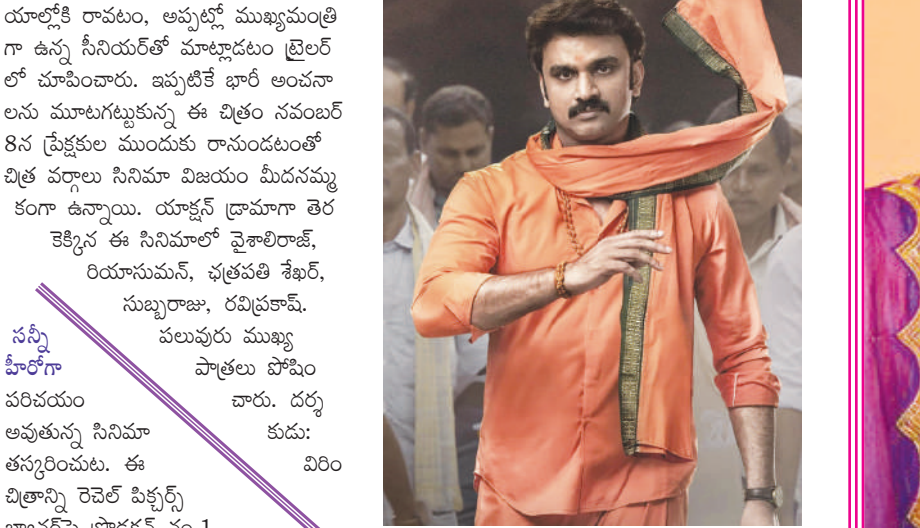 యాల్లోకి రావటం, అప్పట్లో ముఖ్యమంత్రి
గా ఉన్న సీనియర్‌తో మాట్లాడటం ట్రైలర్
లో చూపించారు. ఇప్పటికే భారీ అంచనా
లను మూటగట్టుకున్న ఈ చిత్రం నవంబర్
8న ప్రేక్షకుల ముందుకు రానుండటంతో
చిత్ర వర్గాలు సినిమా విజయం మీదనమ్మ
కంగా ఉన్నాయి. యాక్షన్ డ్రామాగా తెర
కెక్కిన ఈ సినిమాలో వైశాలిరాజ్,
రియాసుమన్, ఛత్రపతి శేఖర్,
సుబ్బరాజు, రవిప్రకాష్.
పలువురు ముఖ్య
పాత్రలు పోషిం
చారు. దర్శ
కుడు:
విరిం
సన్నీ
హీరోగా
పరిచయం
అవుతున్న సినిమా
తస్కరించుట. ఈ
చిత్రాన్ని రెచెల్ పిక్చర్స్